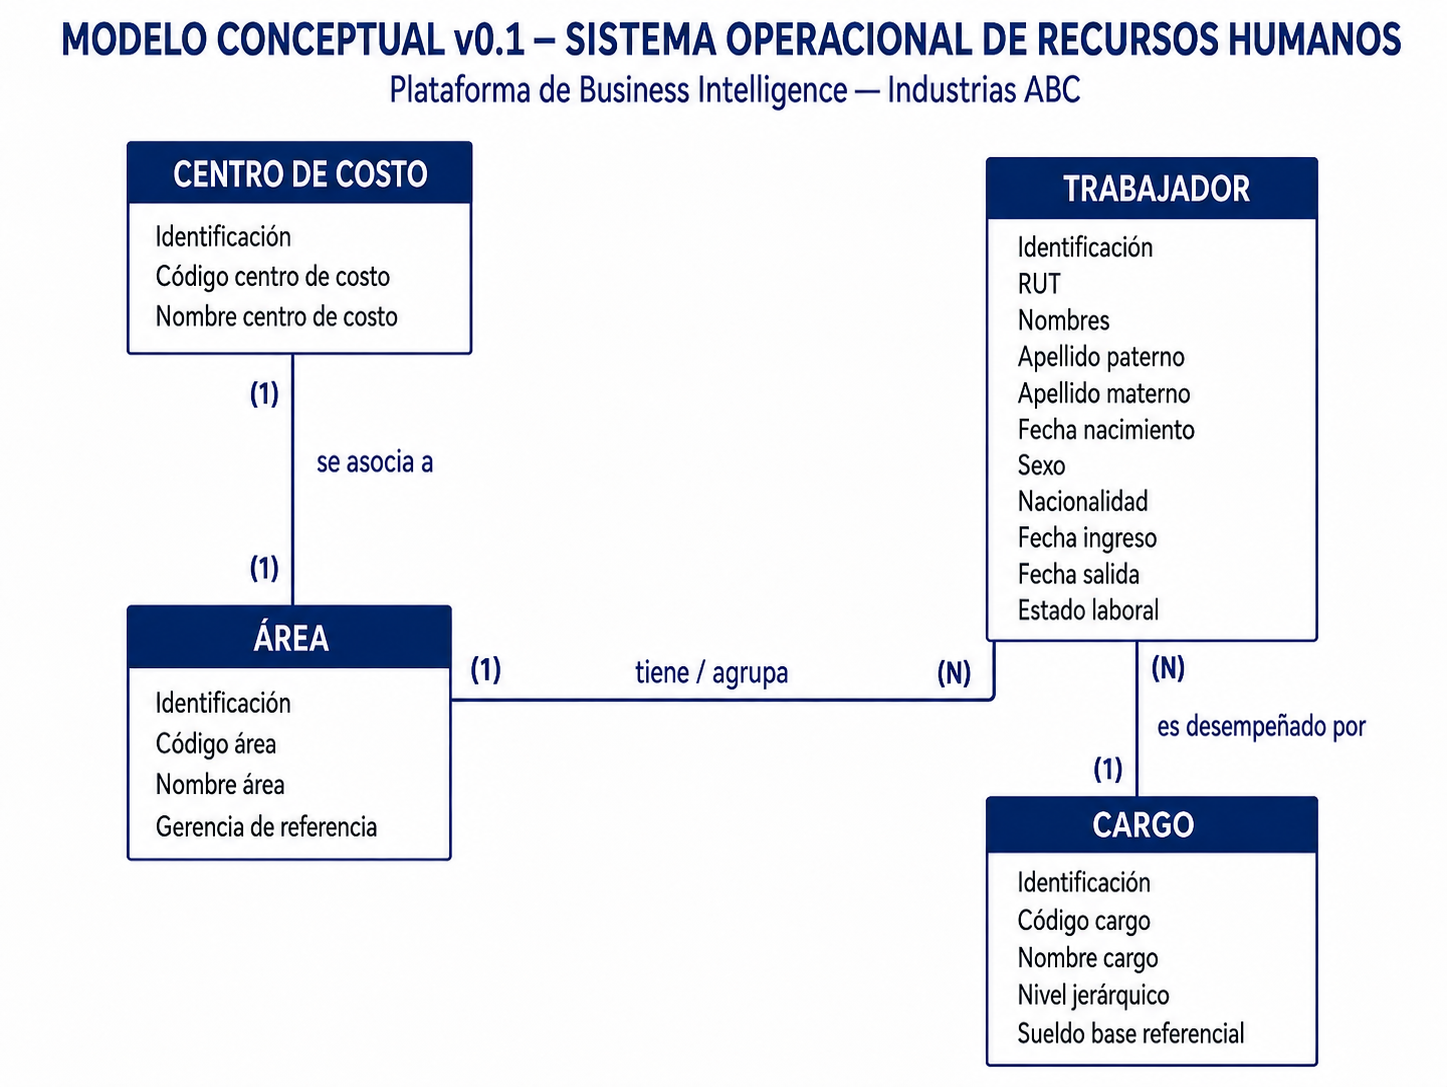 MODELO CONCEPTUAL v0.1 – SISTEMA OPERACIONAL DE RECURSOS HUMANOS
Plataforma de Business Intelligence — Industrias ABC
CENTRO DE COSTO
Identificación
Código centro de costo
Nombre centro de costo
(1)
se asocia a
(1)
ÁREA
Identificación
Código área
Nombre área
Gerencia de referencia
(1)
tiene / agrupa
(N)
TRABAJADOR
Identificación
RUT
Nombres
Apellido paterno
Apellido materno
Fecha nacimiento
Sexo
Nacionalidad
Fecha ingreso
Fecha salida
Estado laboral
(N)
es desempeñado por
(1)
CARGO
Identificación
Código cargo
Nombre cargo
Nivel jerárquico
Sueldo base referencial